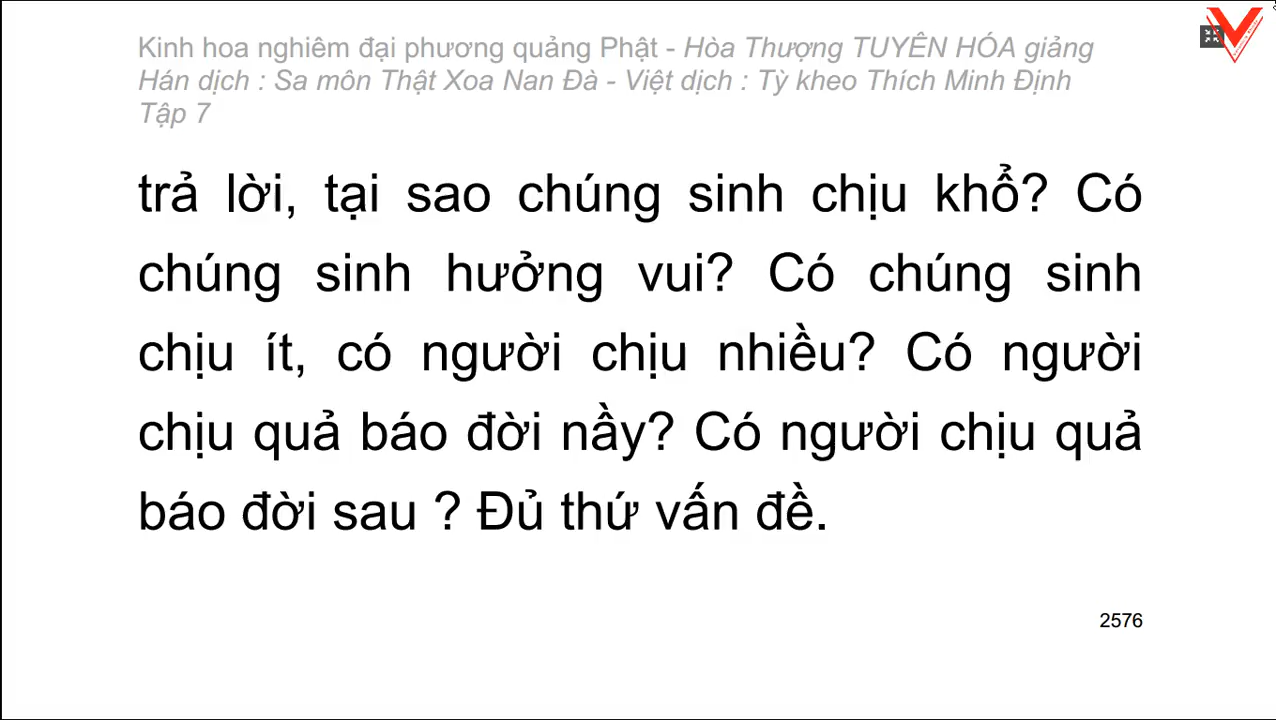 Kinh hoa nghiêm đại phương quảng Phật - Hòa Thượng TUYÊN HÓA giảng
Hán dịch : Sa môn Thật Xoa Nan Đà - Việt dịch : Tỳ kheo Thích Minh Định
Tập 7
trả lời, tại sao chúng sinh chịu khổ? Có
chúng sinh hưởng vui? Có chúng sinh
chịu ít, có người chịu nhiều? Có người
chịu quả báo đời nầy? Có người chịu quả
báo đời sau ? Đủ thứ vấn đề.
2576